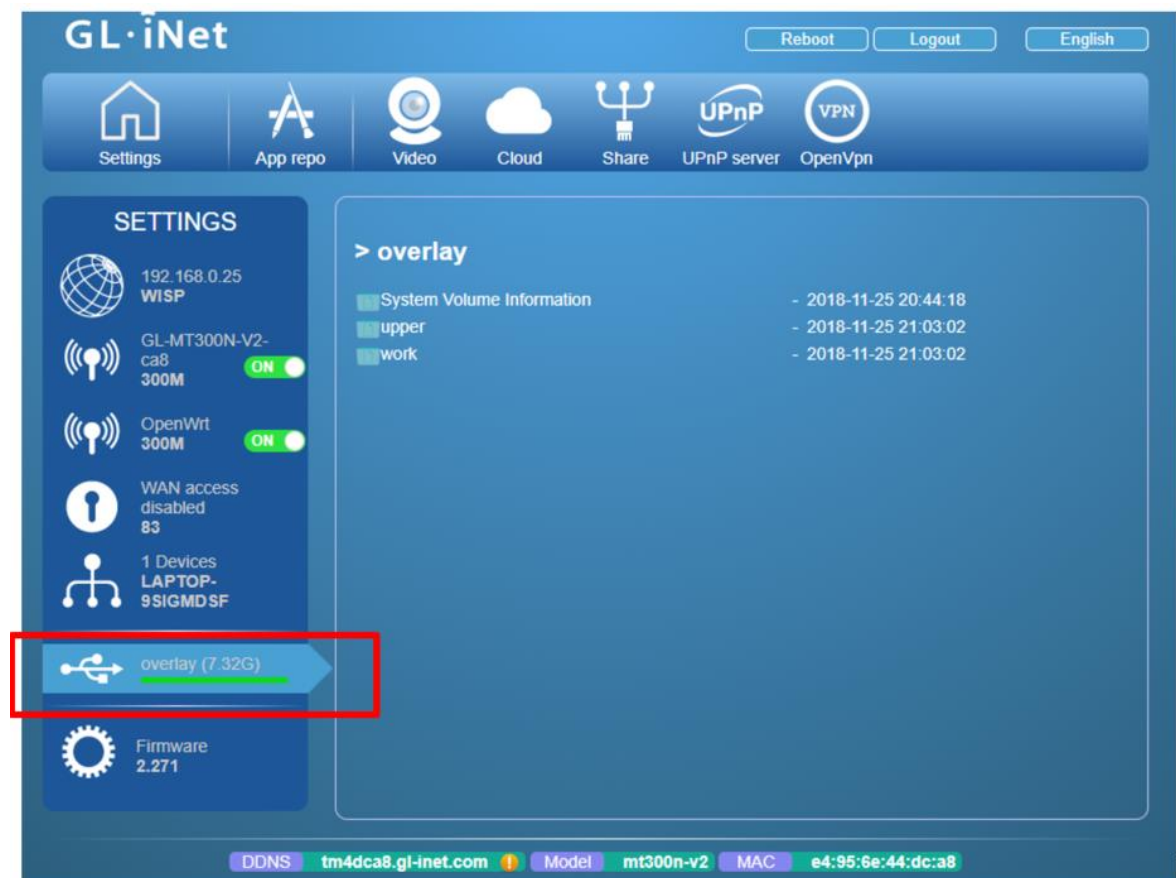 GL·iNet
Reboot Logout English
Settings App repo Video Cloud Share UPnP UPnP server VPN OpenVpn
SETTINGS
192.168.0.25
WISP
GL-MT300N-V2-
ca8
300M
ON
OpenWrt
300M
ON
WAN access
disabled
83
1 Devices
LAPTOP-
9SIGMDSF
overlay (7.32G)
Firmware
2.271
> overlay
System Volume Information - 2018-11-25 20:44:18
upper - 2018-11-25 21:03:02
work - 2018-11-25 21:03:02
DDNS tm4dca8.gl-inet.com Model mt300n-v2 MAC e4:95:6e:44:dc:a8